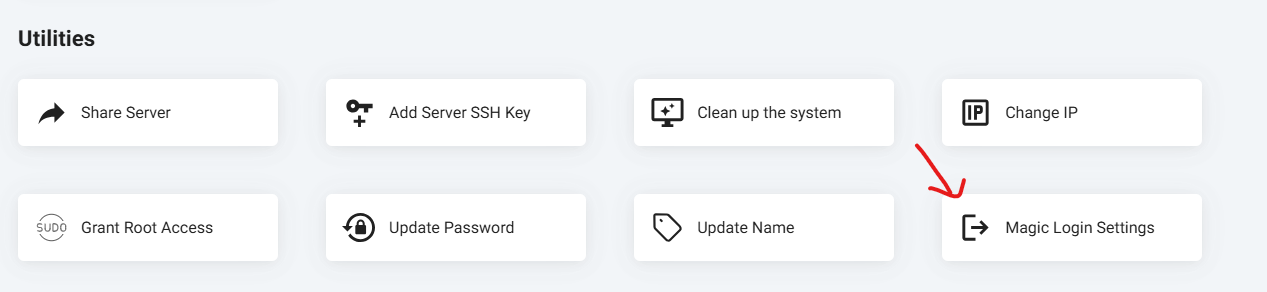 Utilities
Share Server
Add Server SSH Key
Clean up the system
IP Change IP
SUDO Grant Root Access
Update Password
Update Name
Magic Login Settings